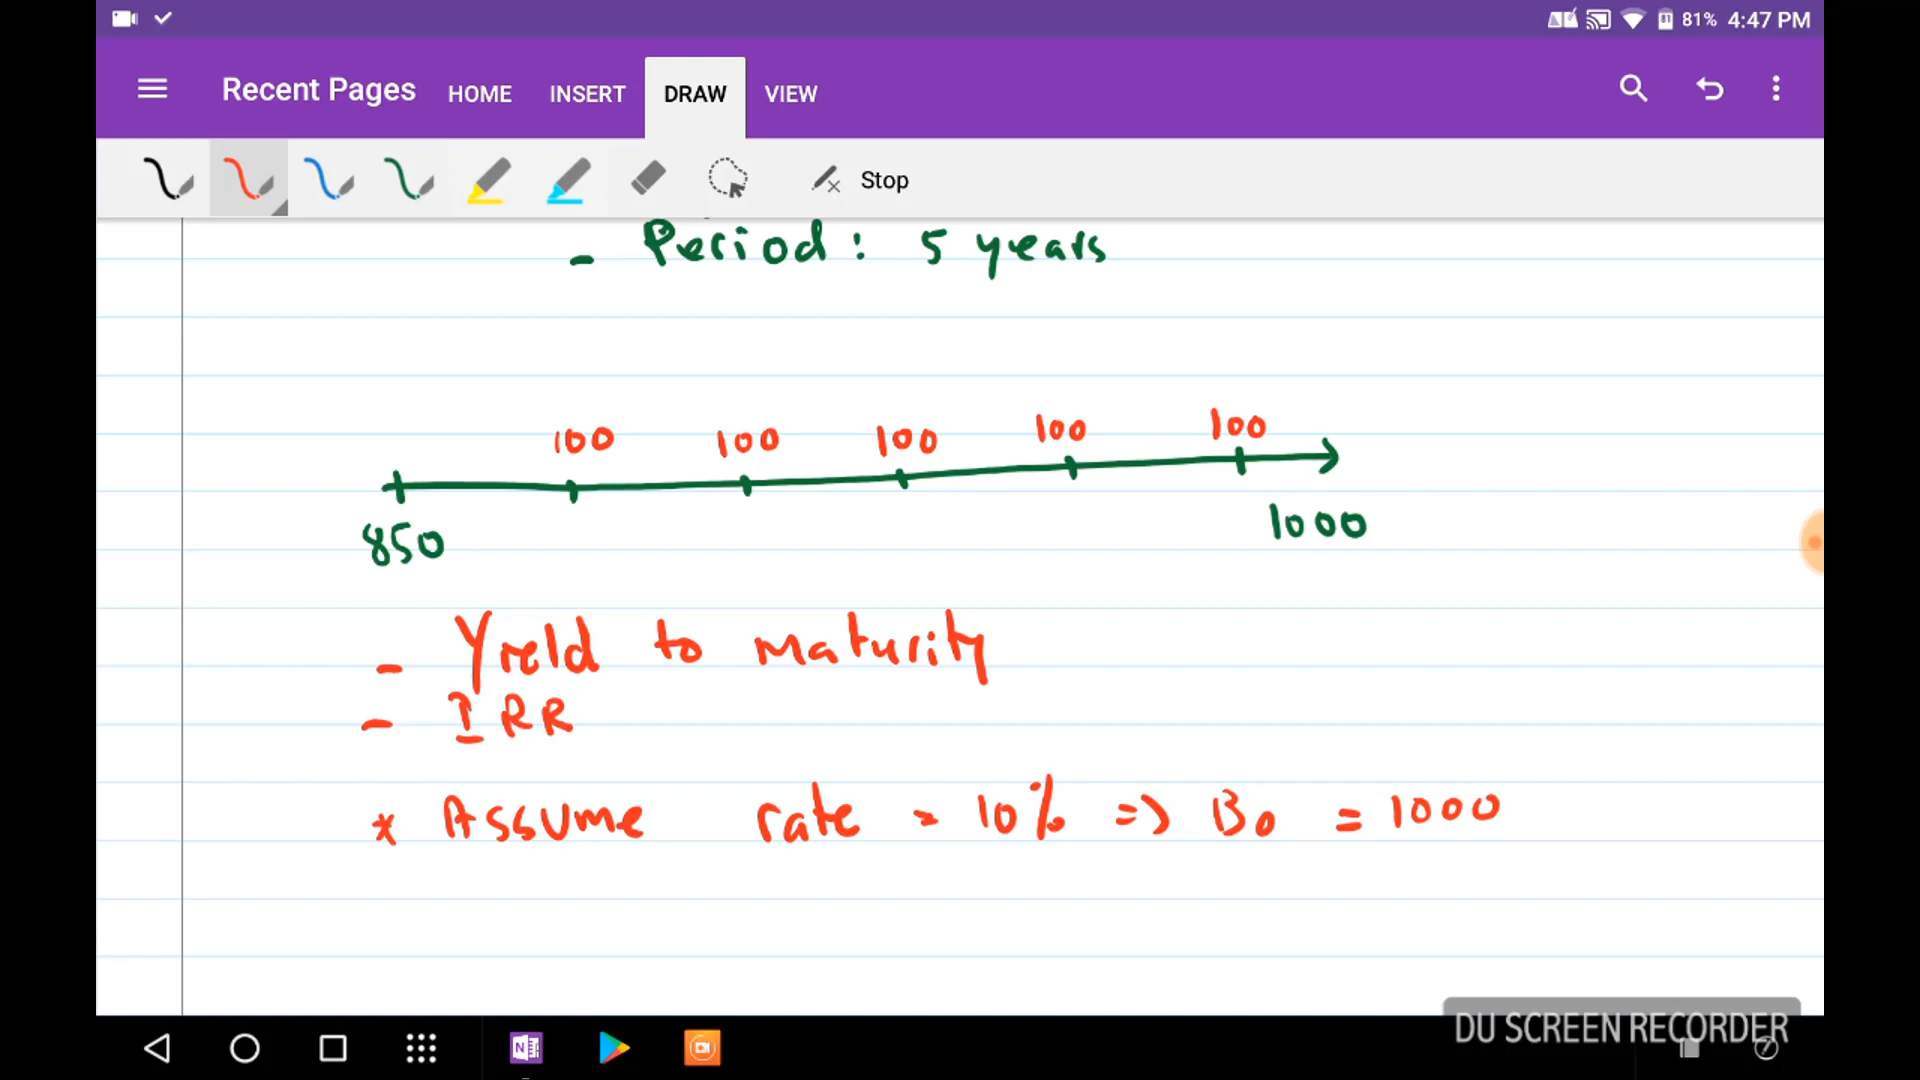 81% 4:47 PM
Recent Pages HOME INSERT DRAW VIEW
Stop
- Period: 5 years
100 100 100 100 100
850 1000
- Yield to maturity
- IRR
* Assume rate = 10% => B0 = 1000
DU SCREEN RECORDER